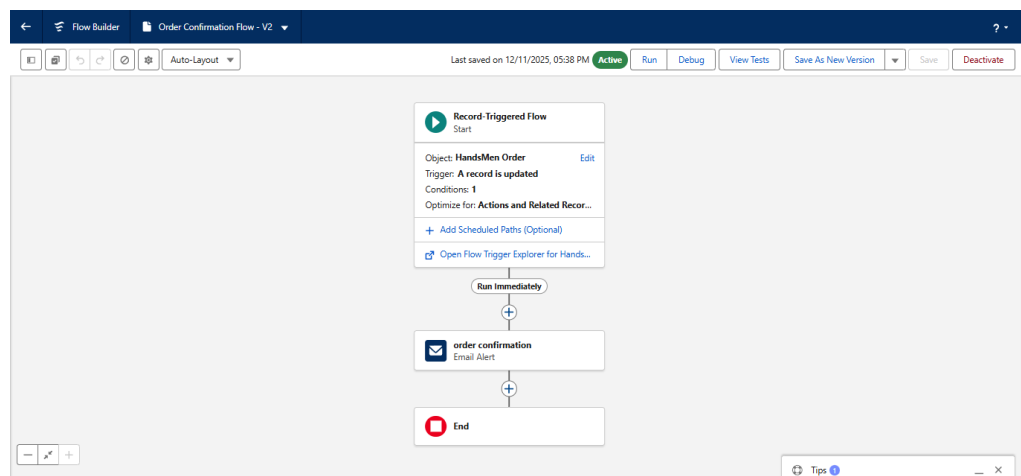 Flow Builder Order Confirmation Flow - V2 ?
Auto-Layout Last saved on 12/11/2025, 05:38 PM Active Run Debug View Tests Save As New Version Save Deactivate
Record-Triggered Flow
Start
Object: HandsMen Order Edit
Trigger: A record is updated
Conditions: 1
Optimize for: Actions and Related Recor...
+ Add Scheduled Paths (Optional)
Open Flow Trigger Explorer for Hands...
Run Immediately
order confirmation
Email Alert
End
Tips 1